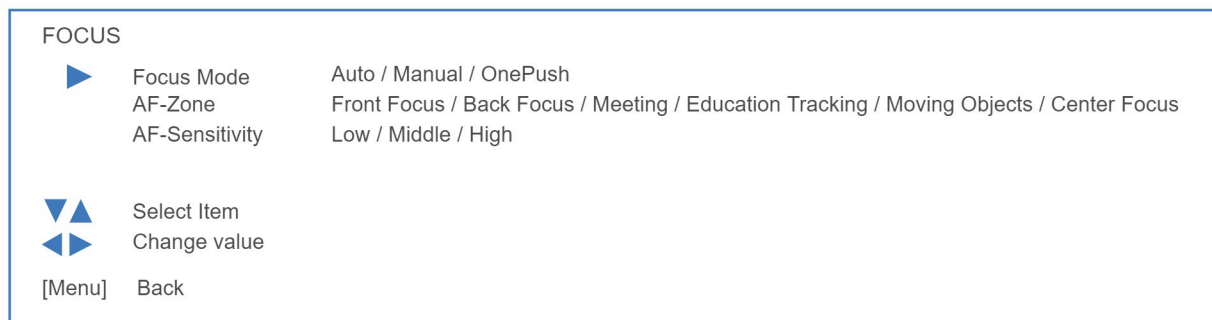 FOCUS
Focus Mode Auto / Manual / OnePush
AF-Zone Front Focus / Back Focus / Meeting / Education Tracking / Moving Objects / Center Focus
AF-Sensitivity Low / Middle / High
Select Item
Change value
[Menu] Back